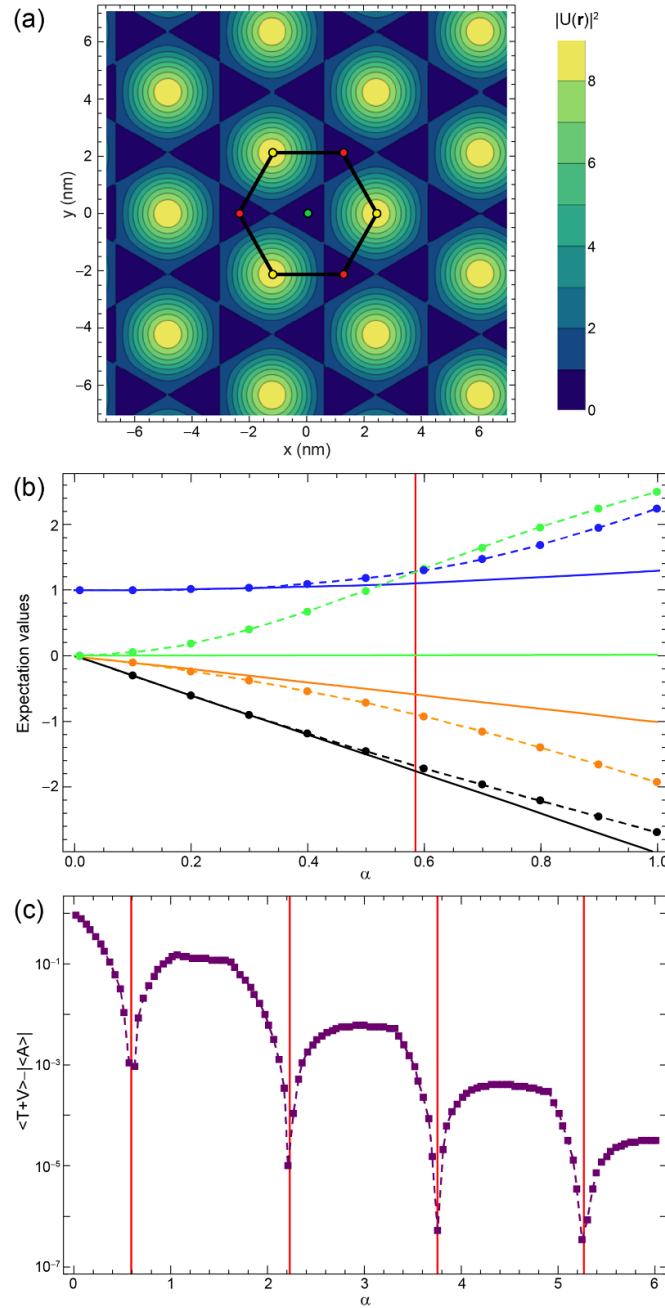 (a)
|U(r)|²
6
4
2
0
−2
−4
−6
y (nm)
−6 −4 −2 0 2 4 6
x (nm)
8
6
4
2
0
(b)
2
1
0
−1
−2
Expectation values
0.0 0.2 0.4 0.6 0.8 1.0
α
(c)
10⁻¹
10⁻³
10⁻⁵
10⁻⁷
<T+V>−|<A>|
0 1 2 3 4 5 6
α